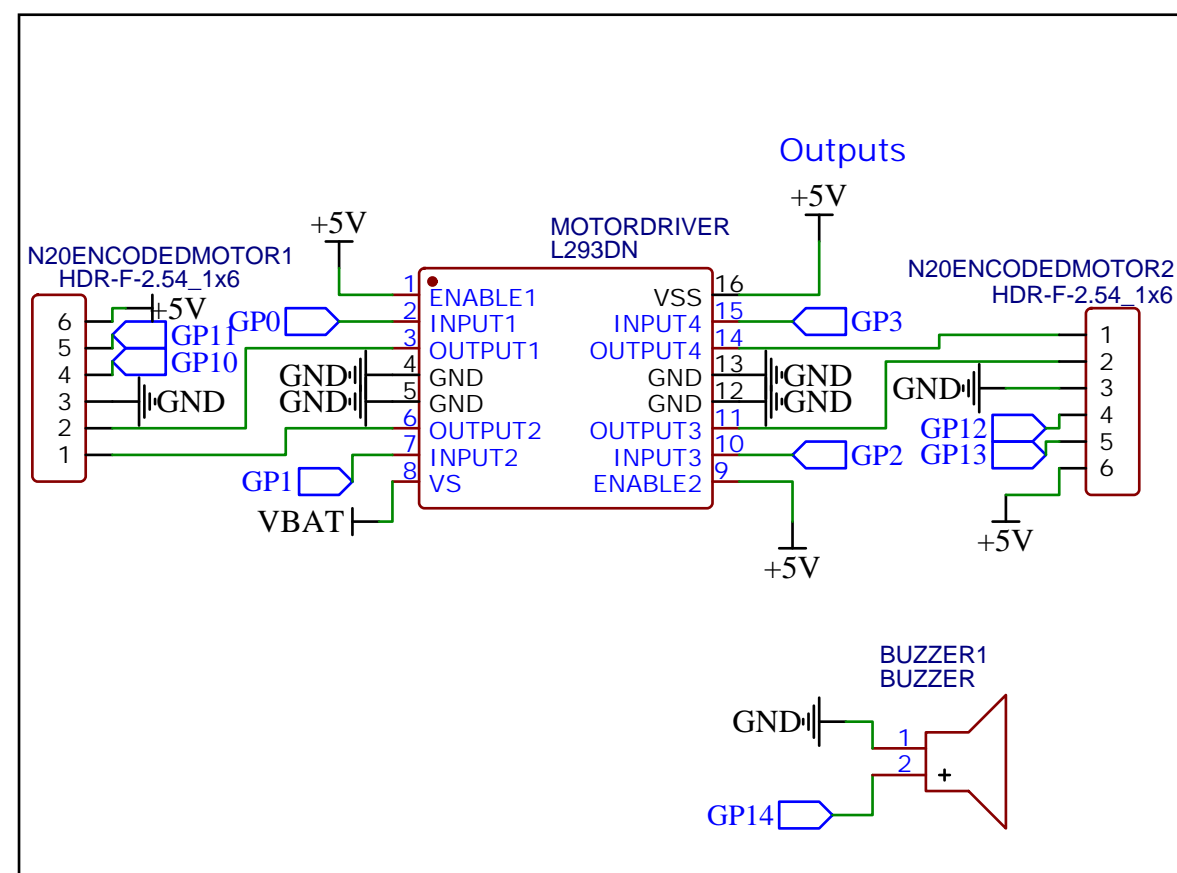 Outputs
+5V
+5V
MOTORDRIVER
L293DN
N20ENCODEDMOTOR1
HDR-F-2.54_1x6
N20ENCODEDMOTOR2
HDR-F-2.54_1x6
6
5
4
3
2
1
+5V
GP11
GP10
GND
GP0
GND
GND
GP1
VBAT
1
2
3
4
5
6
7
8
ENABLE1
INPUT1
OUTPUT1
GND
GND
OUTPUT2
INPUT2
VS
VSS
INPUT4
OUTPUT4
GND
GND
OUTPUT3
INPUT3
ENABLE2
16
15
14
13
12
11
10
9
GP3
GND
GND
GP2
+5V
GND
GP12
GP13
+5V
1
2
3
4
5
6
BUZZER1
BUZZER
GND
1
2
+
GP14